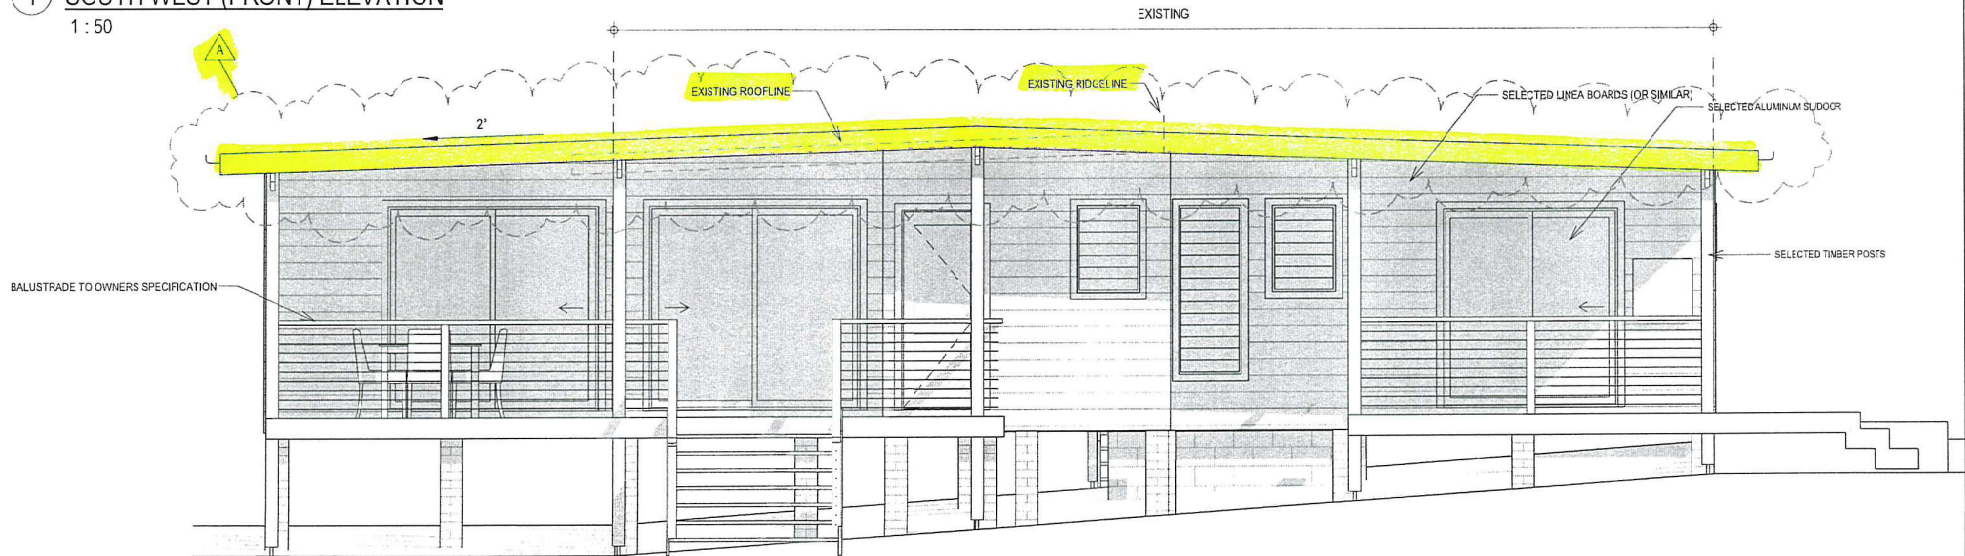 1 SOUTH WEST (FRONT) ELEVATION
1 : 50
EXISTING
A
EXISTING ROOFLINE
EXISTING RIDGELINE
SELECTED LINEA BOARDS (OR SIMILAR)
SELECTED ALUMINUM SLIDOOR
2°
SELECTED TIMBER POSTS
BALUSTRADE TO OWNERS SPECIFICATION